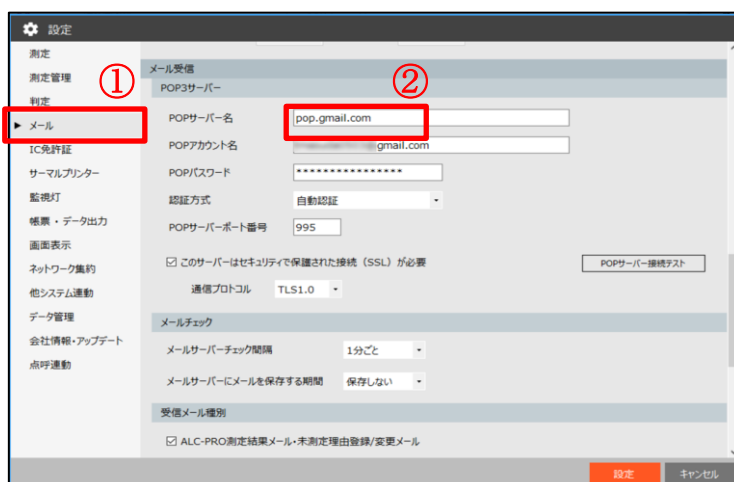 設定
測定
測定管理
判定
メール
IC免許証
サーマルプリンター
監視灯
帳票・データ出力
画面表示
ネットワーク集約
他システム連動
データ管理
会社情報・アップデート
点呼連動
①
②
メール受信
POP3サーバー
POPサーバー名 pop.gmail.com
POPアカウント名 gmail.com
POPパスワード ****************
認証方式 自動認証
POPサーバーポート番号 995
このサーバーはセキュリティで保護された接続（SSL）が必要 POPサーバー接続テスト
通信プロトコル TLS1.0
メールチェック
メールサーバーチェック間隔 1分ごと
メールサーバーにメールを保存する期間 保存しない
受信メール種別
ALC-PRO測定結果メール・未測定理由登録/変更メール
設定 キャンセル